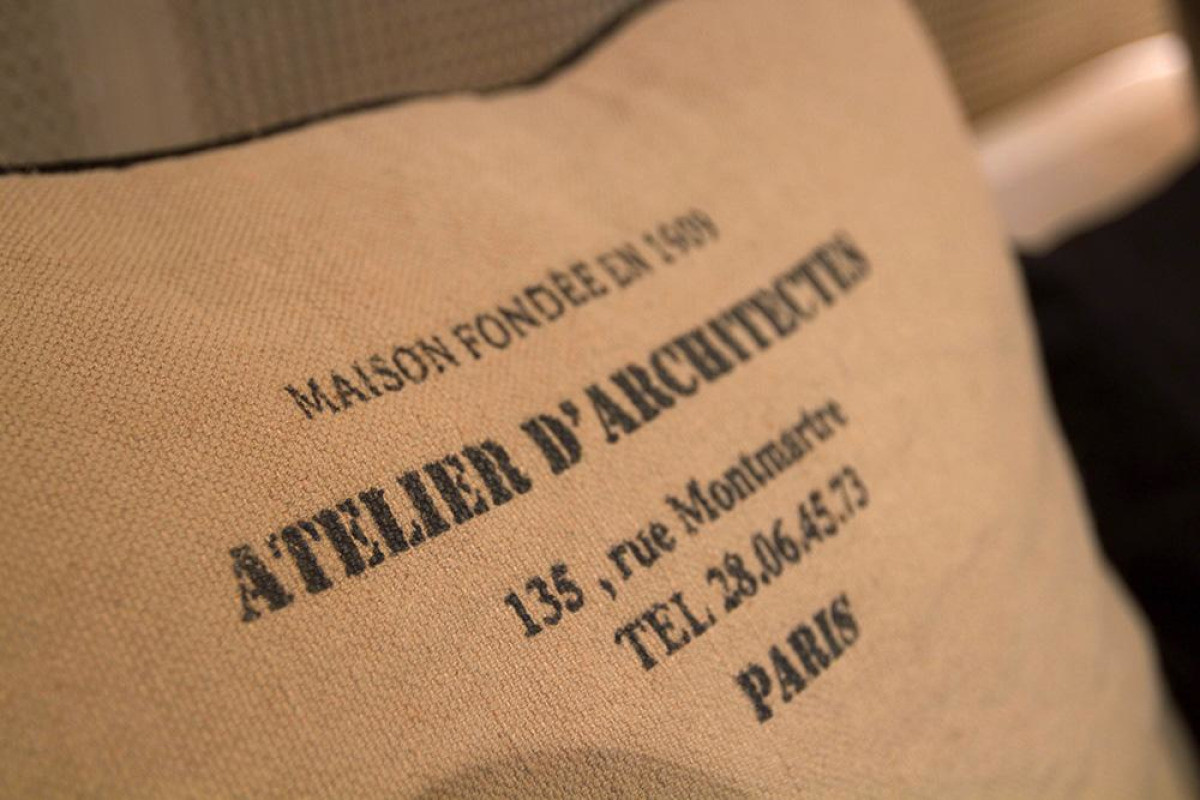 MAISON FONDÉE EN 1909
ATELIER D'ARCHITECTES
135 , rue Montmartre
TEL 28.06.45.73
PARIS